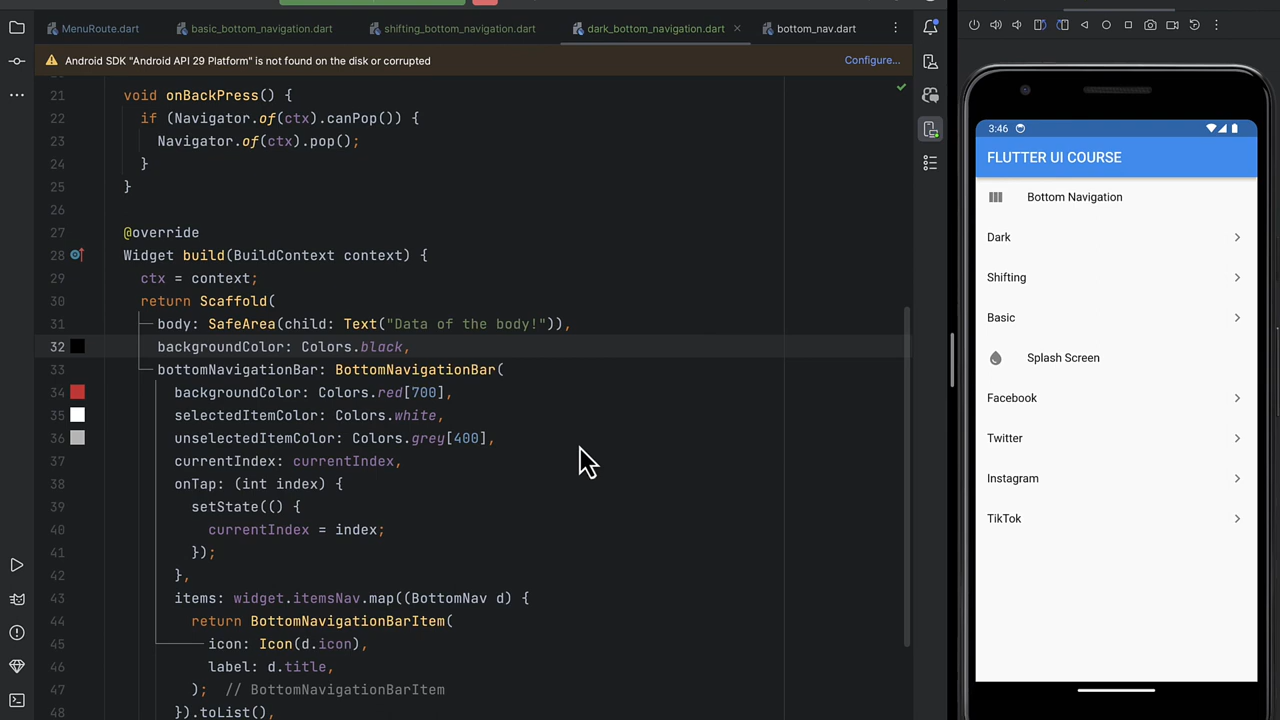 MenuRoute.dart
basic_bottom_navigation.dart
shifting_bottom_navigation.dart
dark_bottom_navigation.dart
bottom_nav.dart
Android SDK "Android API 29 Platform" is not found on the disk or corrupted
Configure...
21 void onBackPress() {
22 if (Navigator.of(ctx).canPop()) {
23 Navigator.of(ctx).pop();
24 }
25 }
26
27 @override
28 Widget build(BuildContext context) {
29 ctx = context;
30 return Scaffold(
31 body: SafeArea(child: Text("Data of the body!")),
32 backgroundColor: Colors.black,
33 bottomNavigationBar: BottomNavigationBar(
34 backgroundColor: Colors.red[700],
35 selectedItemColor: Colors.white,
36 unselectedItemColor: Colors.grey[400],
37 currentIndex: currentIndex,
38 onTap: (int index) {
39 setState(() {
40 currentIndex = index;
41 });
42 },
43 items: widget.itemsNav.map((BottomNav d) {
44 return BottomNavigationBarItem(
45 icon: Icon(d.icon),
46 label: d.title,
47 ); // BottomNavigationBarItem
48 }).toList(),
3:46
FLUTTER UI COURSE
Bottom Navigation
Dark
Shifting
Basic
Splash Screen
Facebook
Twitter
Instagram
TikTok